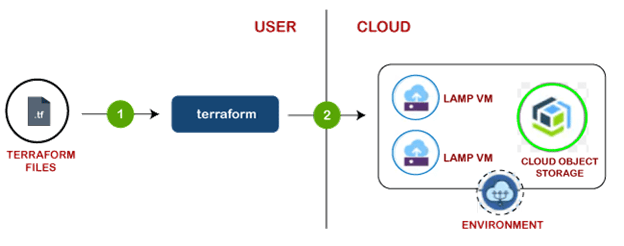 USER
CLOUD
.tf
1
terraform
2
LAMP VM
LAMP VM
TERRAFORM
FILES
CLOUD OBJECT
STORAGE
ENVIRONMENT